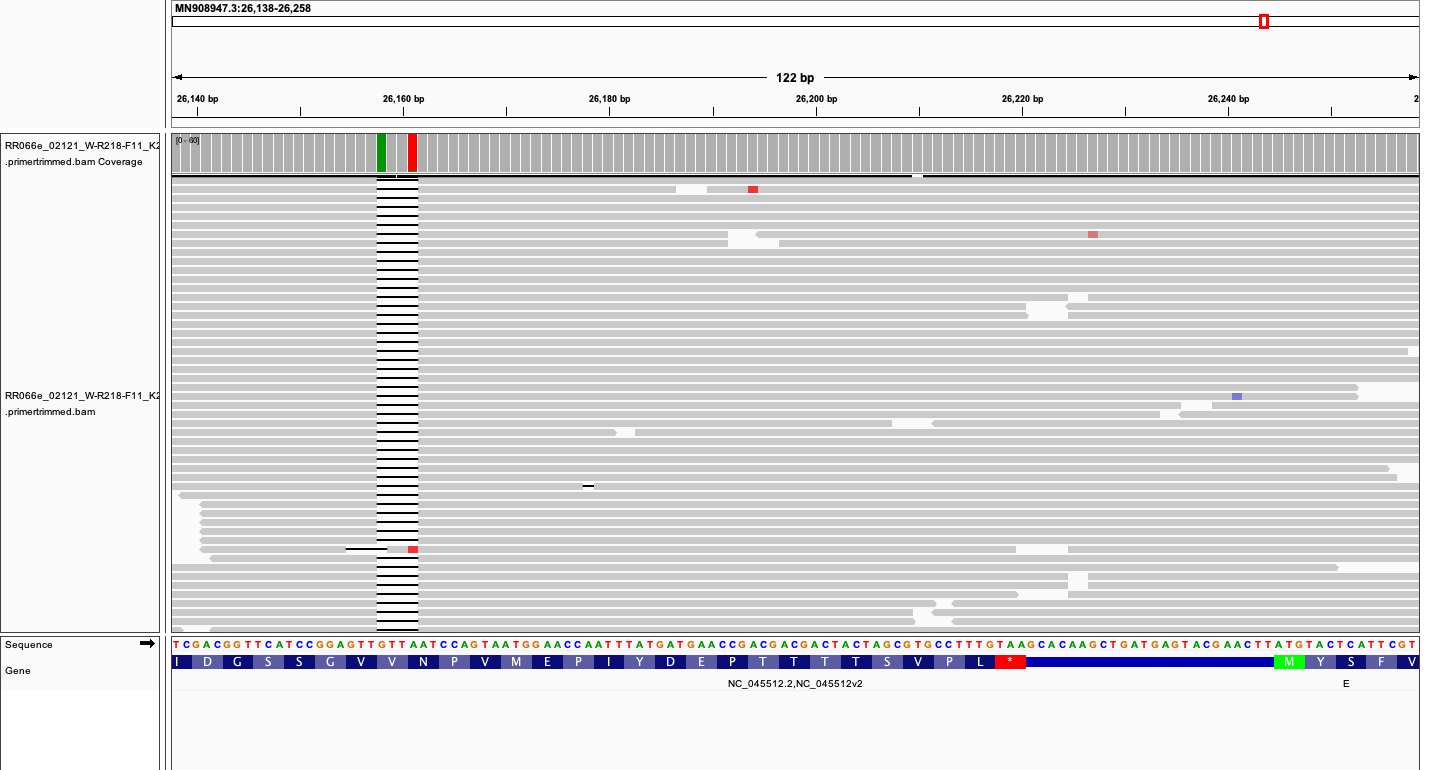 MN908947.3:26,138-26,258
122 bp
26,140 bp 26,160 bp 26,180 bp 26,200 bp 26,220 bp 26,240 bp 2
RR066e_02121_W-R218-F11_K2
.primertrimmed.bam Coverage
[0 - 60]
RR066e_02121_W-R218-F11_K2
.primertrimmed.bam
Sequence
TCGACGGTTCATCCGGAGTTGTTAATCCAGTAATGGAACCAATTTATGATGAACCGACGACGACTACTAGCGTGCCTTTGTAAGCACAAGCTGATGAGTACGAACTTATGTACTCATTCGT
Gene
I D G S S G V V N P V M E P I Y D E P T T T T S V P L * M Y S F V
NC_045512.2,NC_045512v2 E